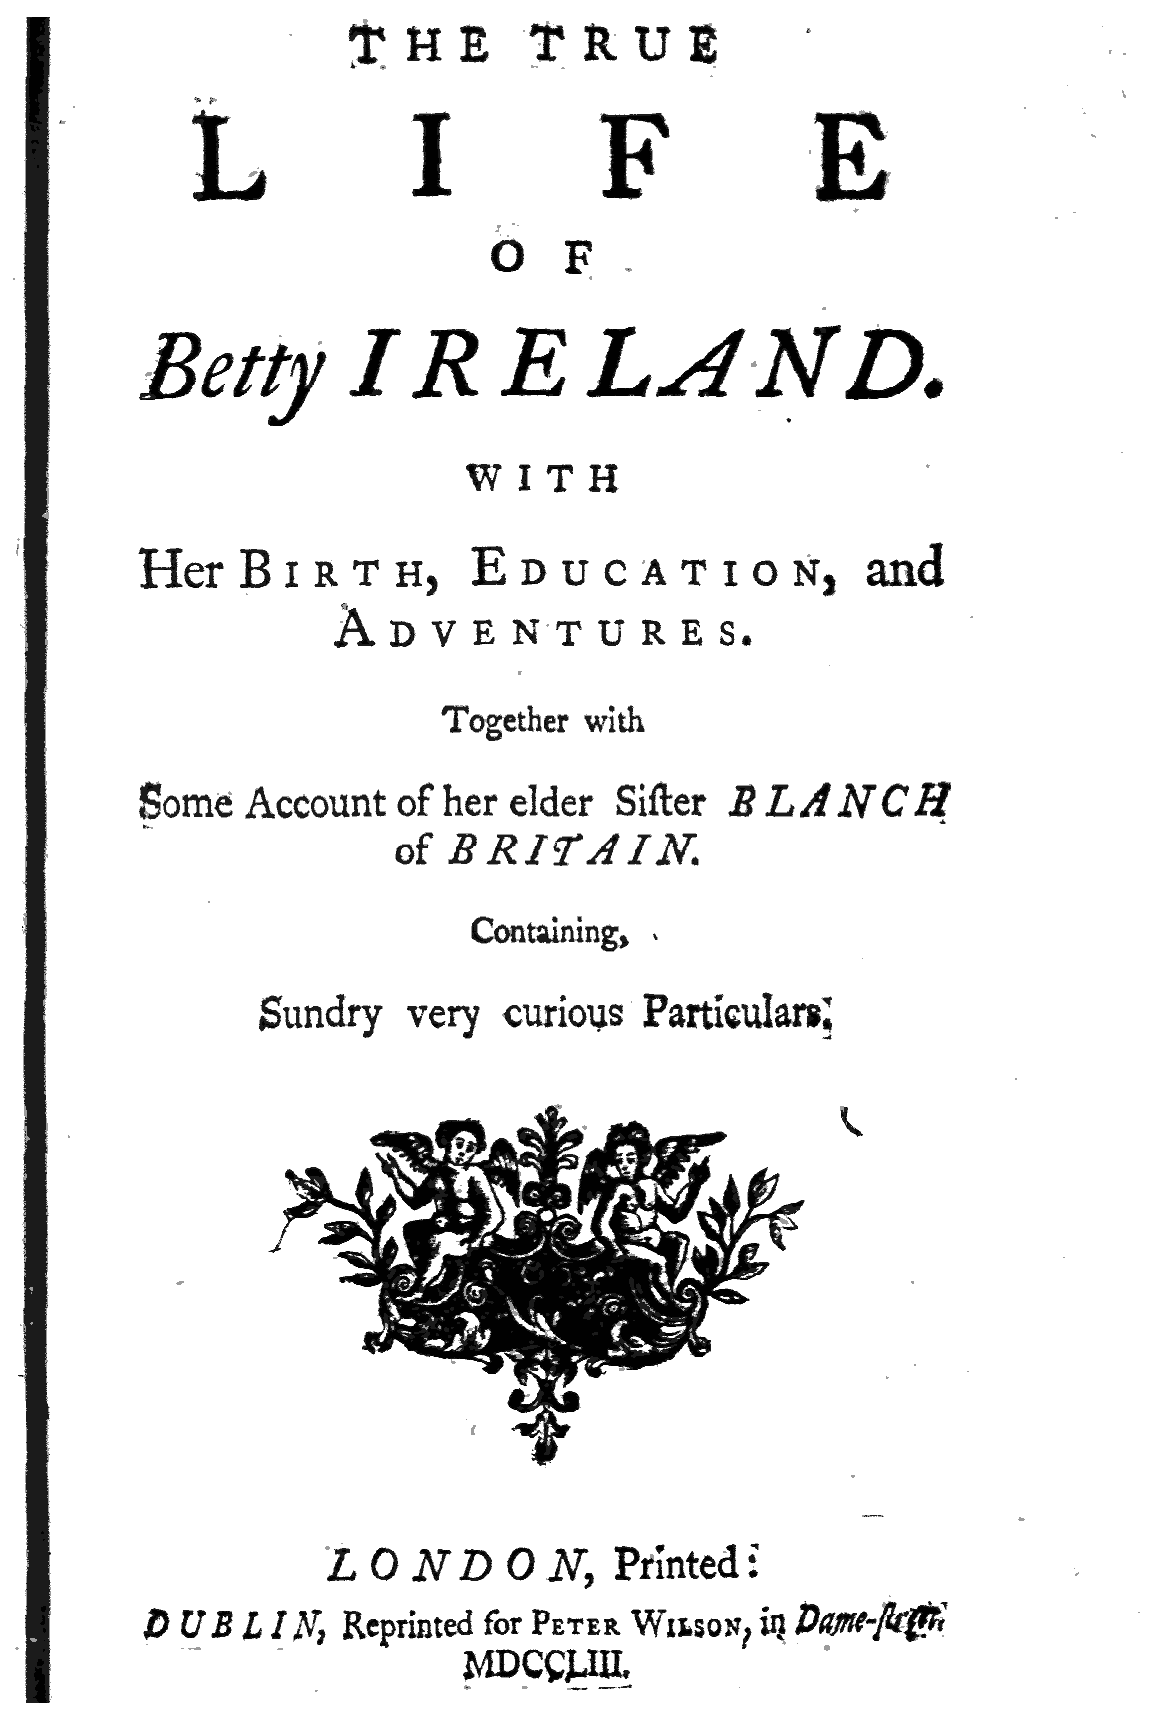 THE TRUE
LIFE
OF
Betty IRELAND.
WITH
Her BIRTH, EDUCATION, and
ADVENTURES.
Together with
Some Account of her elder Siſter BLANCH
of BRITAIN.
Containing,
Sundry very curious Particulars.
LONDON, Printed:
DUBLIN, Reprinted for PETER WILSON, in Dame-ſtreet.
MDCCLIII.